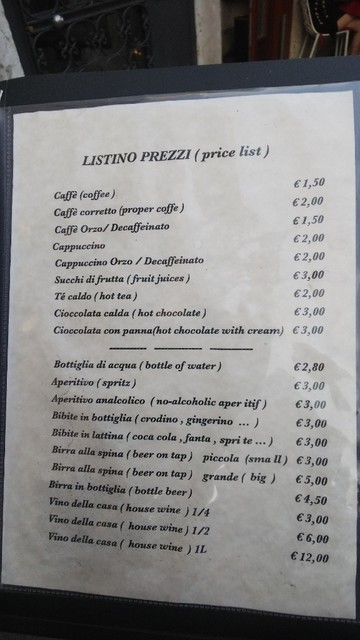 LISTINO PREZZI ( price list )
Caffè (coffee ) € 1,50
Caffè corretto (proper coffe ) € 2,00
Caffè Orzo/ Decaffeinato € 1,50
Cappuccino € 2,00
Cappuccino Orzo / Decaffeinato € 2,00
Succhi di frutta ( fruit juices ) € 3,00
Té caldo ( hot tea ) € 2,00
Cioccolata calda ( hot chocolate ) € 3,00
Cioccolata con panna(hot chocolate with cream) € 3,00
Bottiglia di acqua ( bottle of water ) € 2,80
Aperitivo ( spritz ) € 3,00
Aperitivo analcolico ( no-alcoholic aper itif ) € 3,00
Bibite in bottiglia ( crodino , gingerino ... ) € 3,00
Bibite in lattina ( coca cola , fanta , spri te ... ) € 3,00
Birra alla spina ( beer on tap ) piccola (sma ll ) € 3,00
Birra alla spina ( beer on tap ) grande ( big ) € 5,00
Birra in bottiglia ( bottle beer ) € 4,50
Vino della casa ( house wine ) 1/4 € 3,00
Vino della casa ( house wine ) 1/2 € 6,00
Vino della casa ( house wine ) 1L € 12,00